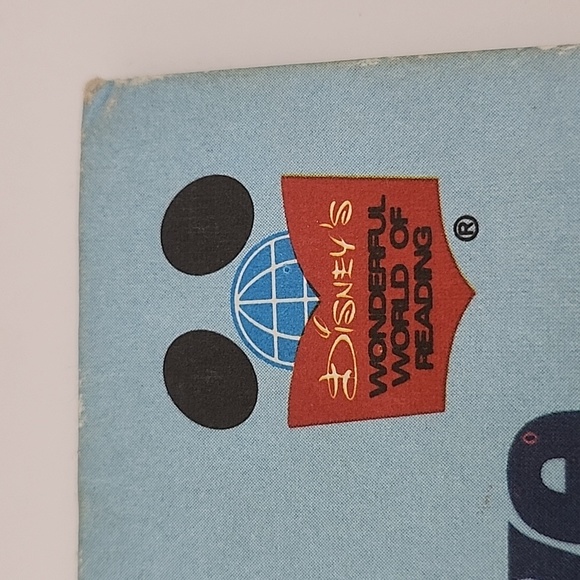 Disney's
WONDERFUL
WORLD OF
READING
®